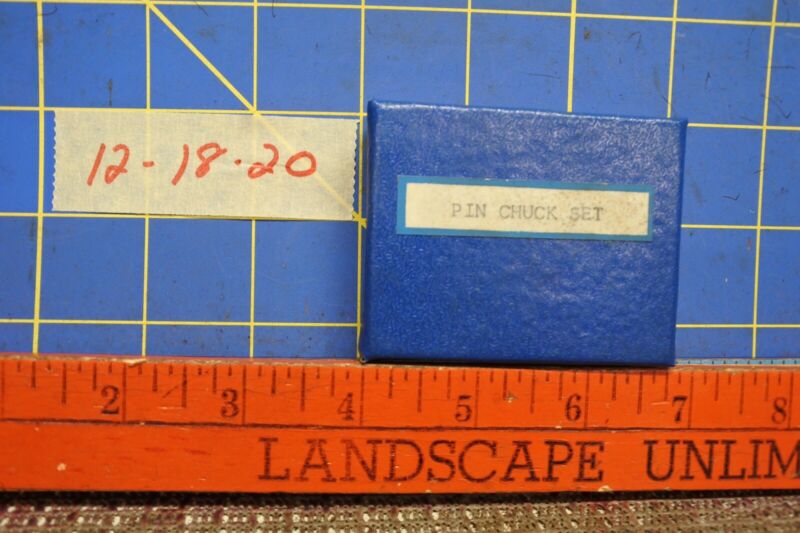 12-18-20
PIN CHUCK SET
2 3 4 5 6 7 8
LANDSCAPE UNLIM